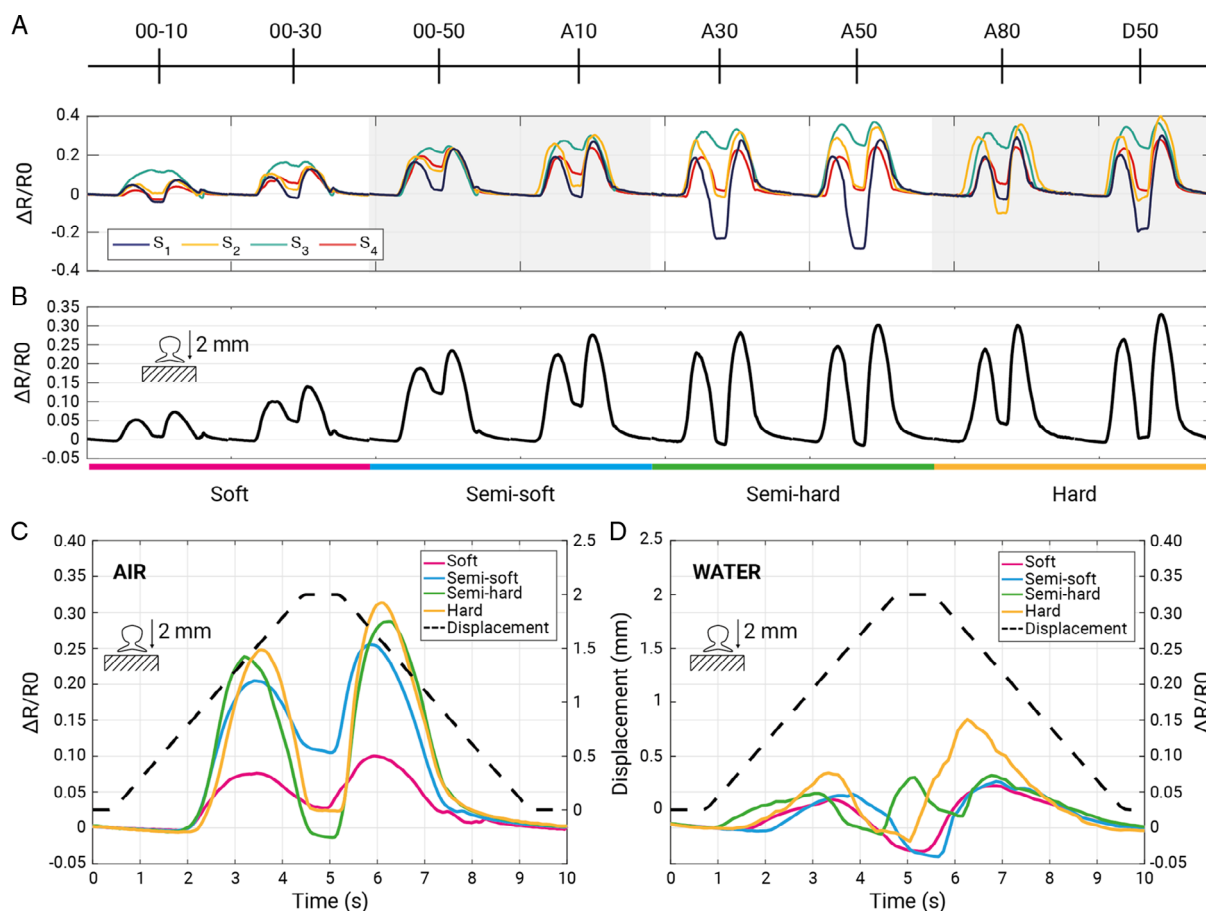 A
00-10 00-30 00-50 A10 A30 A50 A80 D50
0.4
0.2
0
-0.2
-0.4
ΔR/R0
S1 S2 S3 S4
B
0.35
0.30
0.25
0.20
0.15
0.10
0.05
0
-0.05
ΔR/R0
2 mm
Soft Semi-soft Semi-hard Hard
C
0.40
0.35
0.30
0.25
0.20
0.15
0.10
0.05
0
-0.05
ΔR/R0
AIR
2 mm
Soft
Semi-soft
Semi-hard
Hard
Displacement
2.5
2
1.5
1
0.5
0
0 1 2 3 4 5 6 7 8 9 10
Time (s)
D
2.5
2
1.5
1
0.5
0
Displacement (mm)
WATER
2 mm
Soft
Semi-soft
Semi-hard
Hard
Displacement
0.40
0.35
0.30
0.25
0.20
0.15
0.10
0.05
0
-0.05
ΔR/R0
0 1 2 3 4 5 6 7 8 9 10
Time (s)